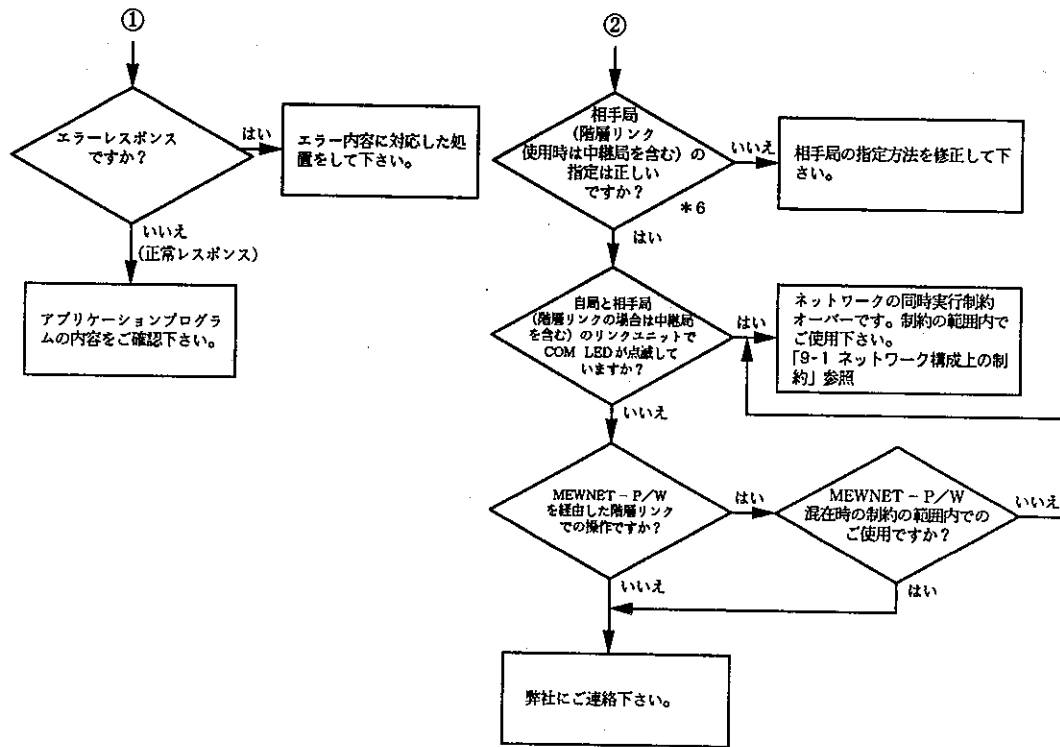 ①
エラーレスポンス
ですか？
はい
エラー内容に対応した処
置をして下さい。
いいえ
(正常レスポンス)
アプリケーションプログラ
ムの内容をご確認下さい。
②
相手局
(階層リンク
使用時は中継局を含む) の
指定は正しい
ですか？
＊6
いいえ
相手局の指定方法を修正して下
さい。
はい
自局と相手局
(階層リンクの場合は中継局
を含む) のリンクユニットで
COM LEDが点滅して
いますか？
はい
ネットワークの同時実行制約
オーバーです。制約の範囲内で
ご使用下さい。
「9-1 ネットワーク構成上の制
約」参照
いいえ
MEWNET－P／W
を経由した階層リンク
での操作ですか？
はい
MEWNET－P／W
混在時の制約の範囲内での
ご使用ですか？
いいえ
いいえ
はい
弊社にご連絡下さい。